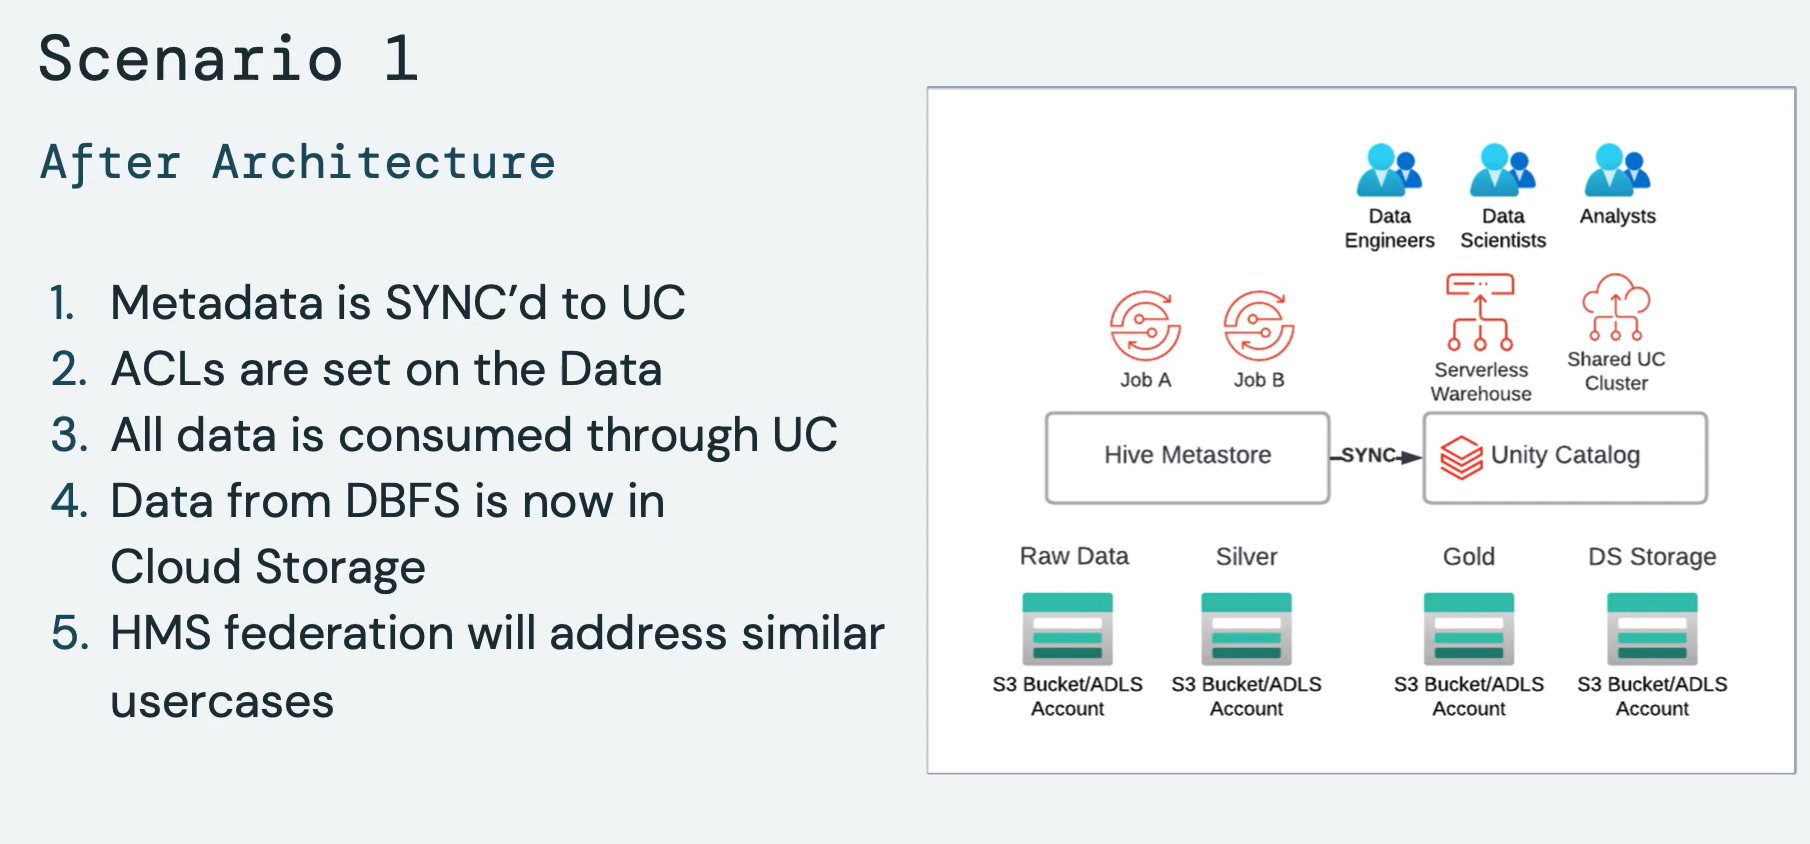 Scenario 1
After Architecture
1. Metadata is SYNC’d to UC
2. ACLs are set on the Data
3. All data is consumed through UC
4. Data from DBFS is now in
Cloud Storage
5. HMS federation will address similar
usercases
Data
Engineers
Data
Scientists
Analysts
Job A
Job B
Serverless
Warehouse
Shared UC
Cluster
Hive Metastore
SYNC
Unity Catalog
Raw Data
Silver
Gold
DS Storage
S3 Bucket/ADLS
Account
S3 Bucket/ADLS
Account
S3 Bucket/ADLS
Account
S3 Bucket/ADLS
Account